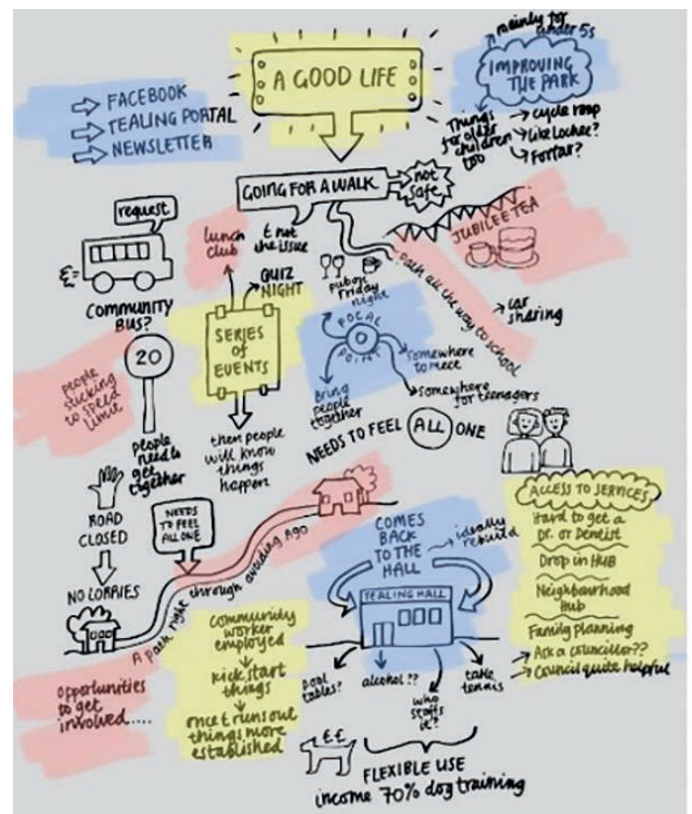 A GOOD LIFE
FACEBOOK
TEALING PORTAL
NEWSLETTER
mainly for
under 5s
IMPROVING
THE PARK
Things
for older
children
too
cycle
like Lochee?
Forfar?
GOING FOR A WALK
not
safe
request
COMMUNITY
BUS?
lunch
club
not
the issue
QUIZ
NIGHT
SERIES
of
EVENTS
then people
will know
things
happen
JUBILEE TEA
path all the way to school
car
sharing
pub on
Friday
night
FOCAL
POINT
somewhere
to meet
Bring
people
together
somewhere
for teenagers
20
people
sticking
to speed
limit
people
need to
get
together
NEEDS TO FEEL ALL ONE
ROAD
CLOSED
NO LORRIES
NEEDS
TO FEEL
ALL ONE
A path right through avoiding A90
COMES
BACK
TO THE
HALL
ideally
rebuild
TEALING HALL
pool
tables?
alcohol??
who
staffs
it?
table
tennis
££
FLEXIBLE USE
income 70% dog training
ACCESS TO SERVICES
Hard to get a
Dr. or Dentist
Drop in HUB
Neighbourhood
Hub
Family planning
Ask a councillor??
Council quite helpful
opportunities
to get
involved.....
community
worker
employed
kick start
things
once £ runs out
things more
established